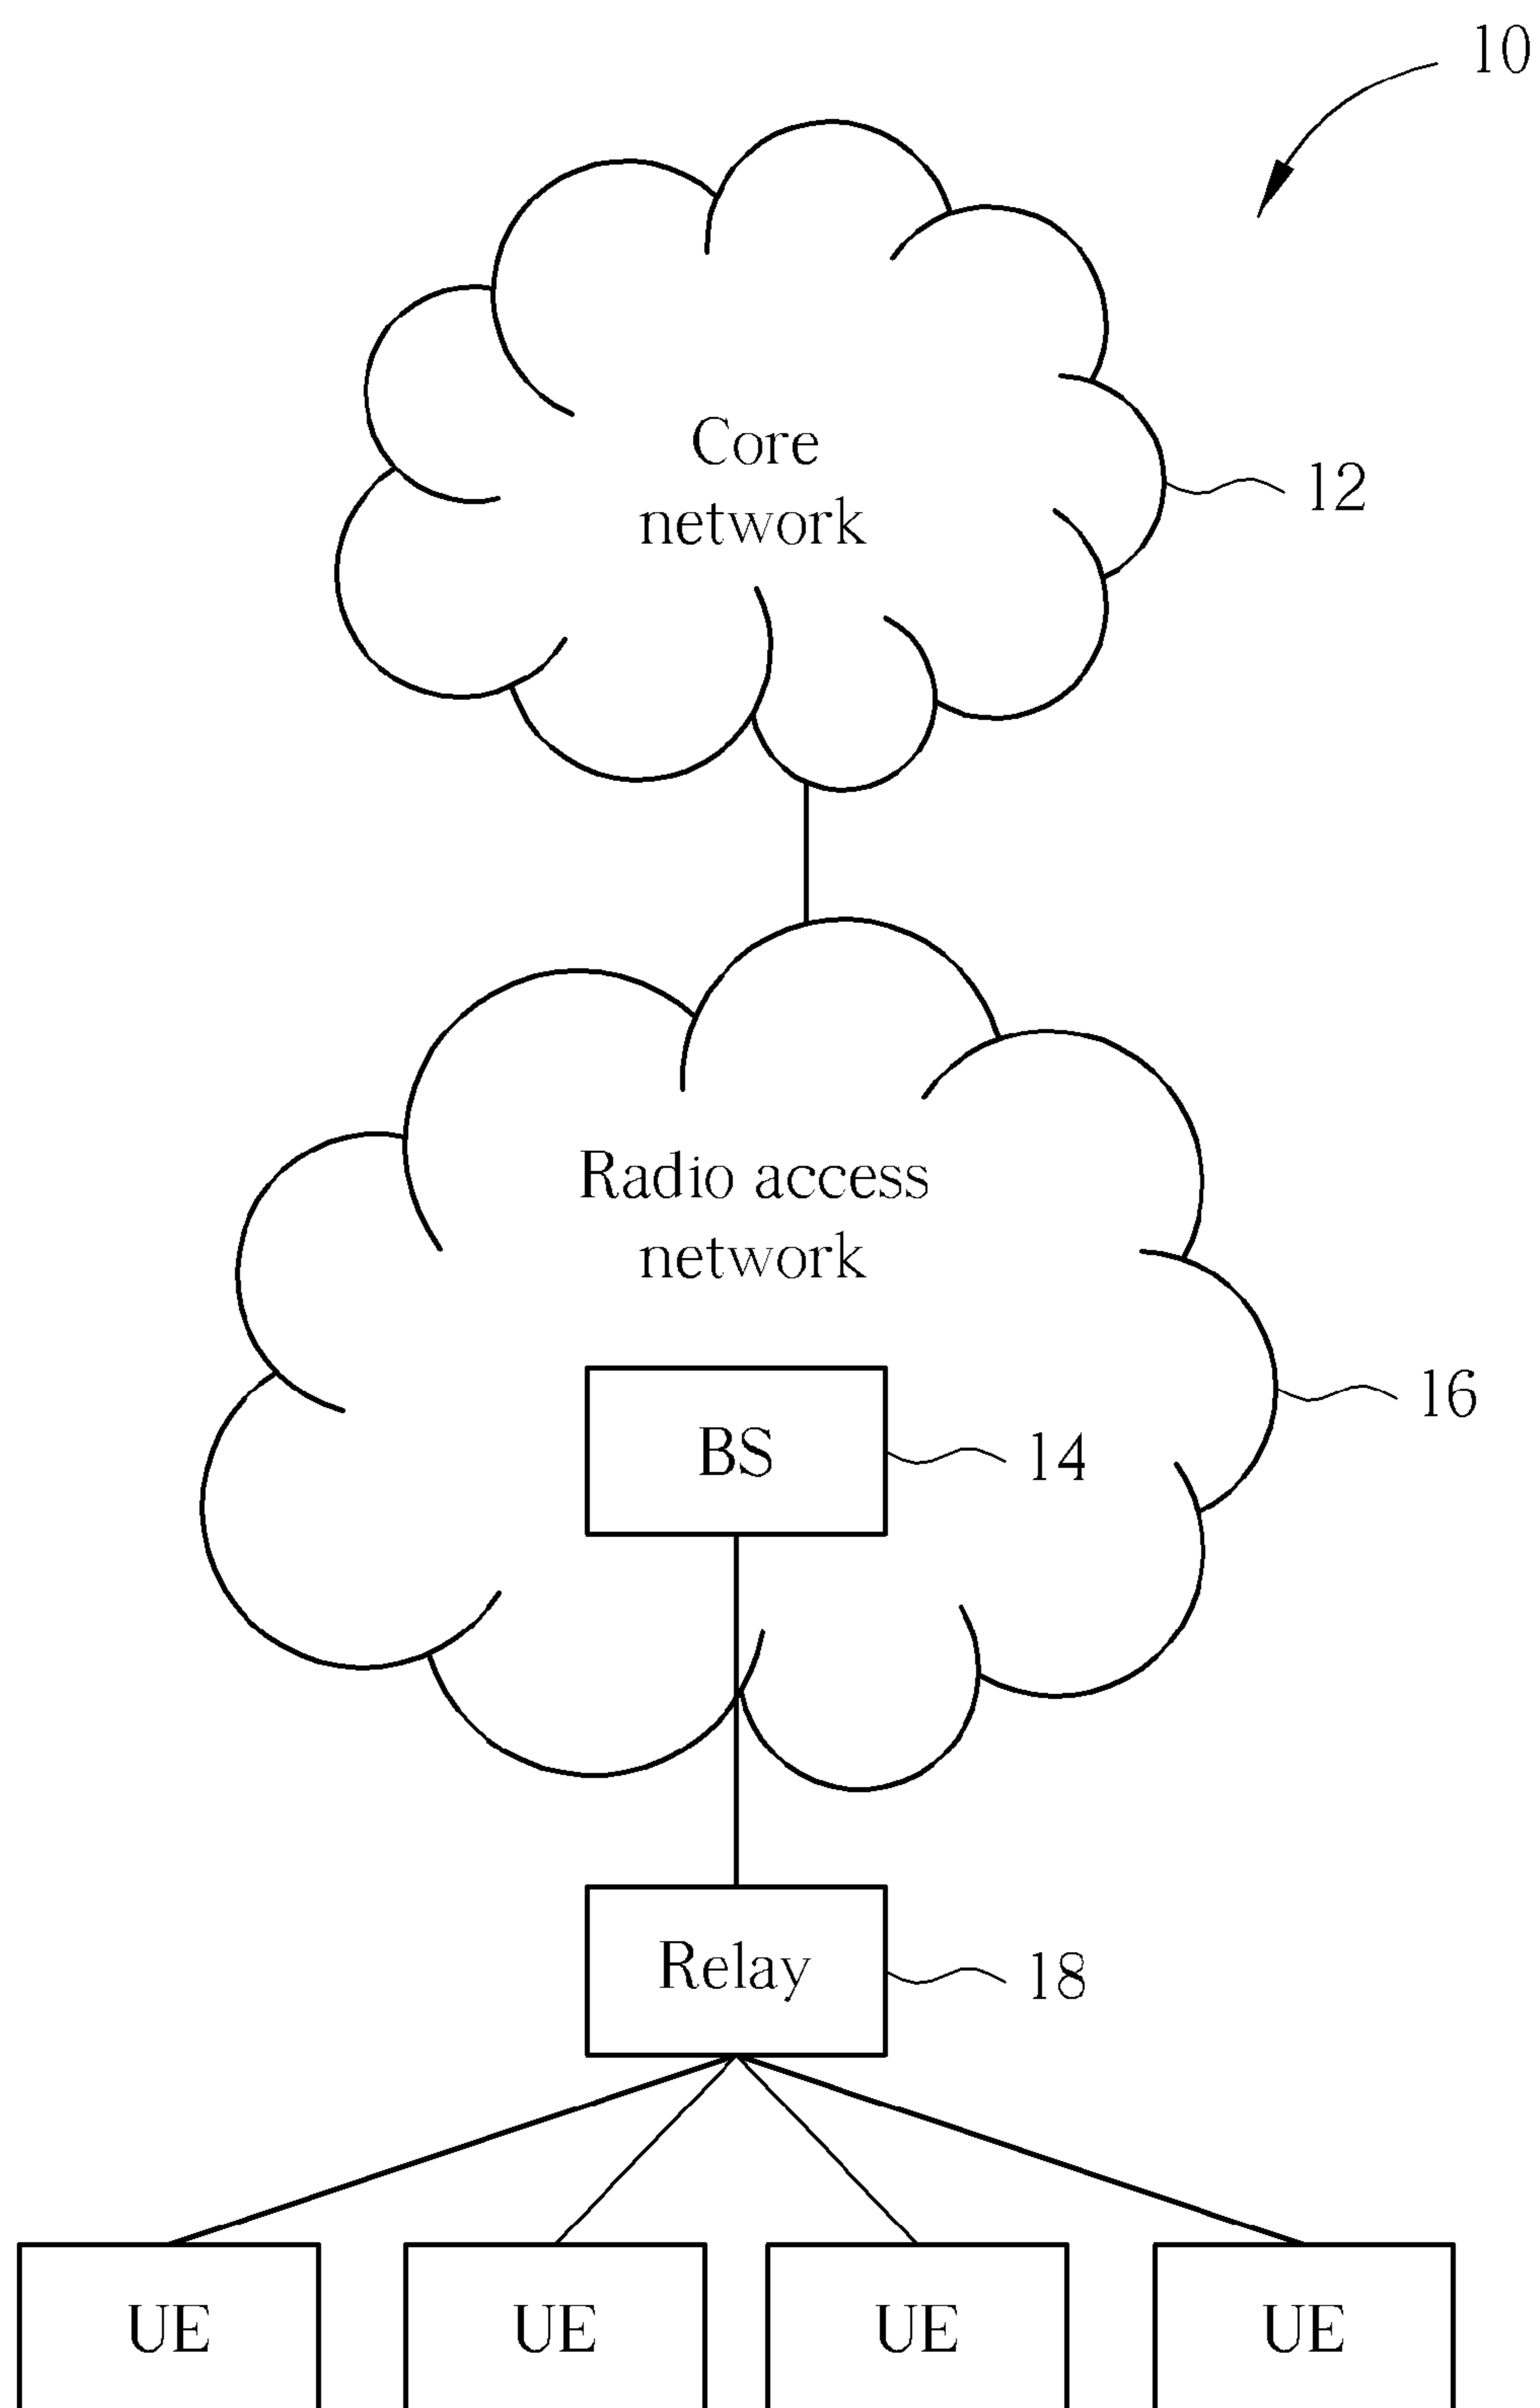 10
Core
network
12
Radio access
network
16
BS
14
Relay
18
UE
UE
UE
UE